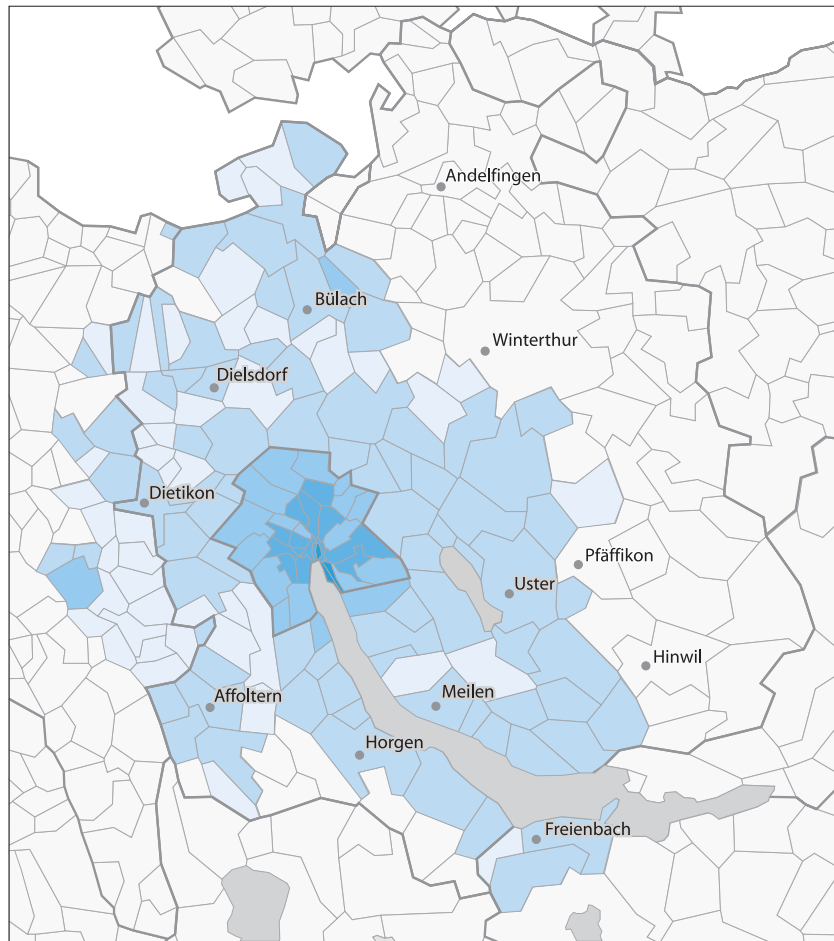 Andelfingen
Bülach
Winterthur
Dielsdorf
Dietikon
Pfäffikon
Uster
Hinwil
Affoltern
Meilen
Horgen
Freienbach